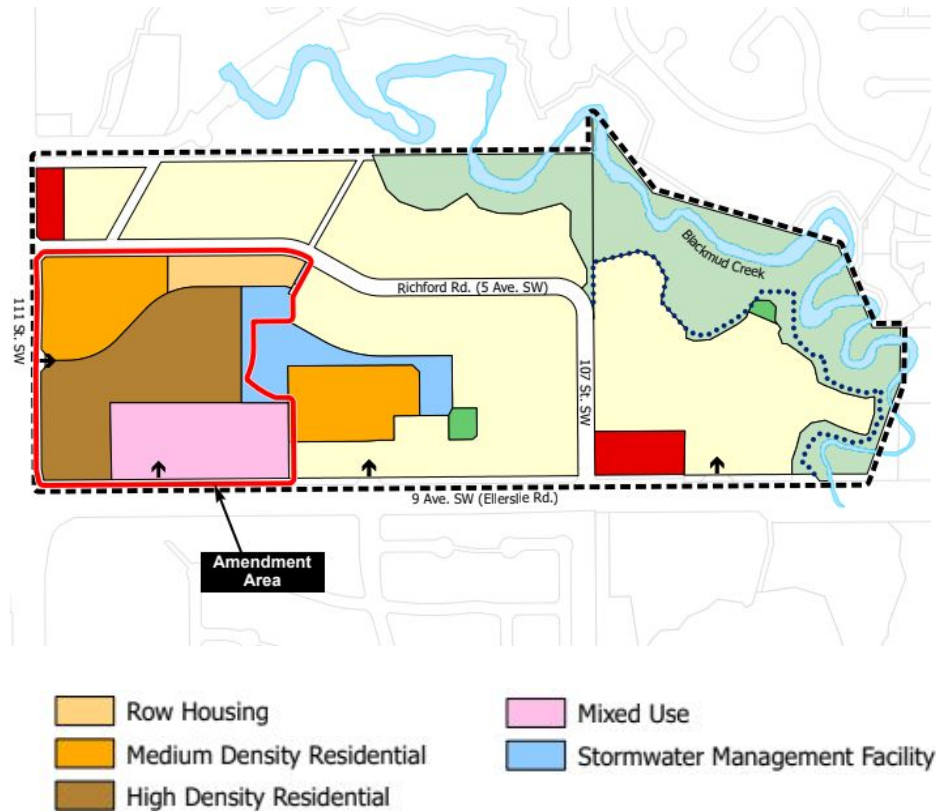 Blackmud Creek
Richford Rd. (5 Ave. SW)
111 St. SW
107 St. SW
9 Ave. SW (Ellerslie Rd.)
Amendment
Area
Row Housing
Medium Density Residential
High Density Residential
Mixed Use
Stormwater Management Facility